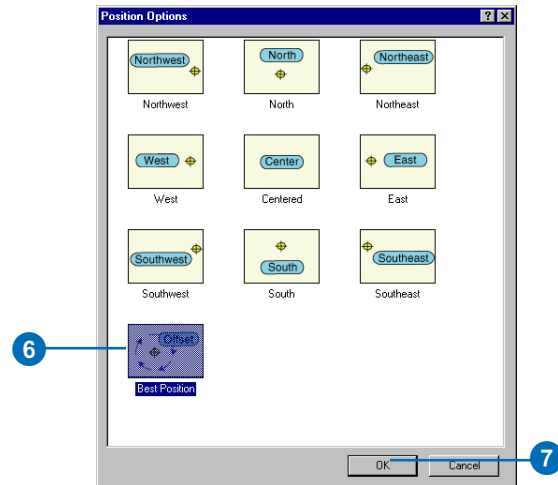 Position Options
Northwest North Northeast
Northwest North Northeast
West Center East
West Centered East
Southwest South Southeast
Southwest South Southeast
Offset
6
Best Position
OK Cancel 7